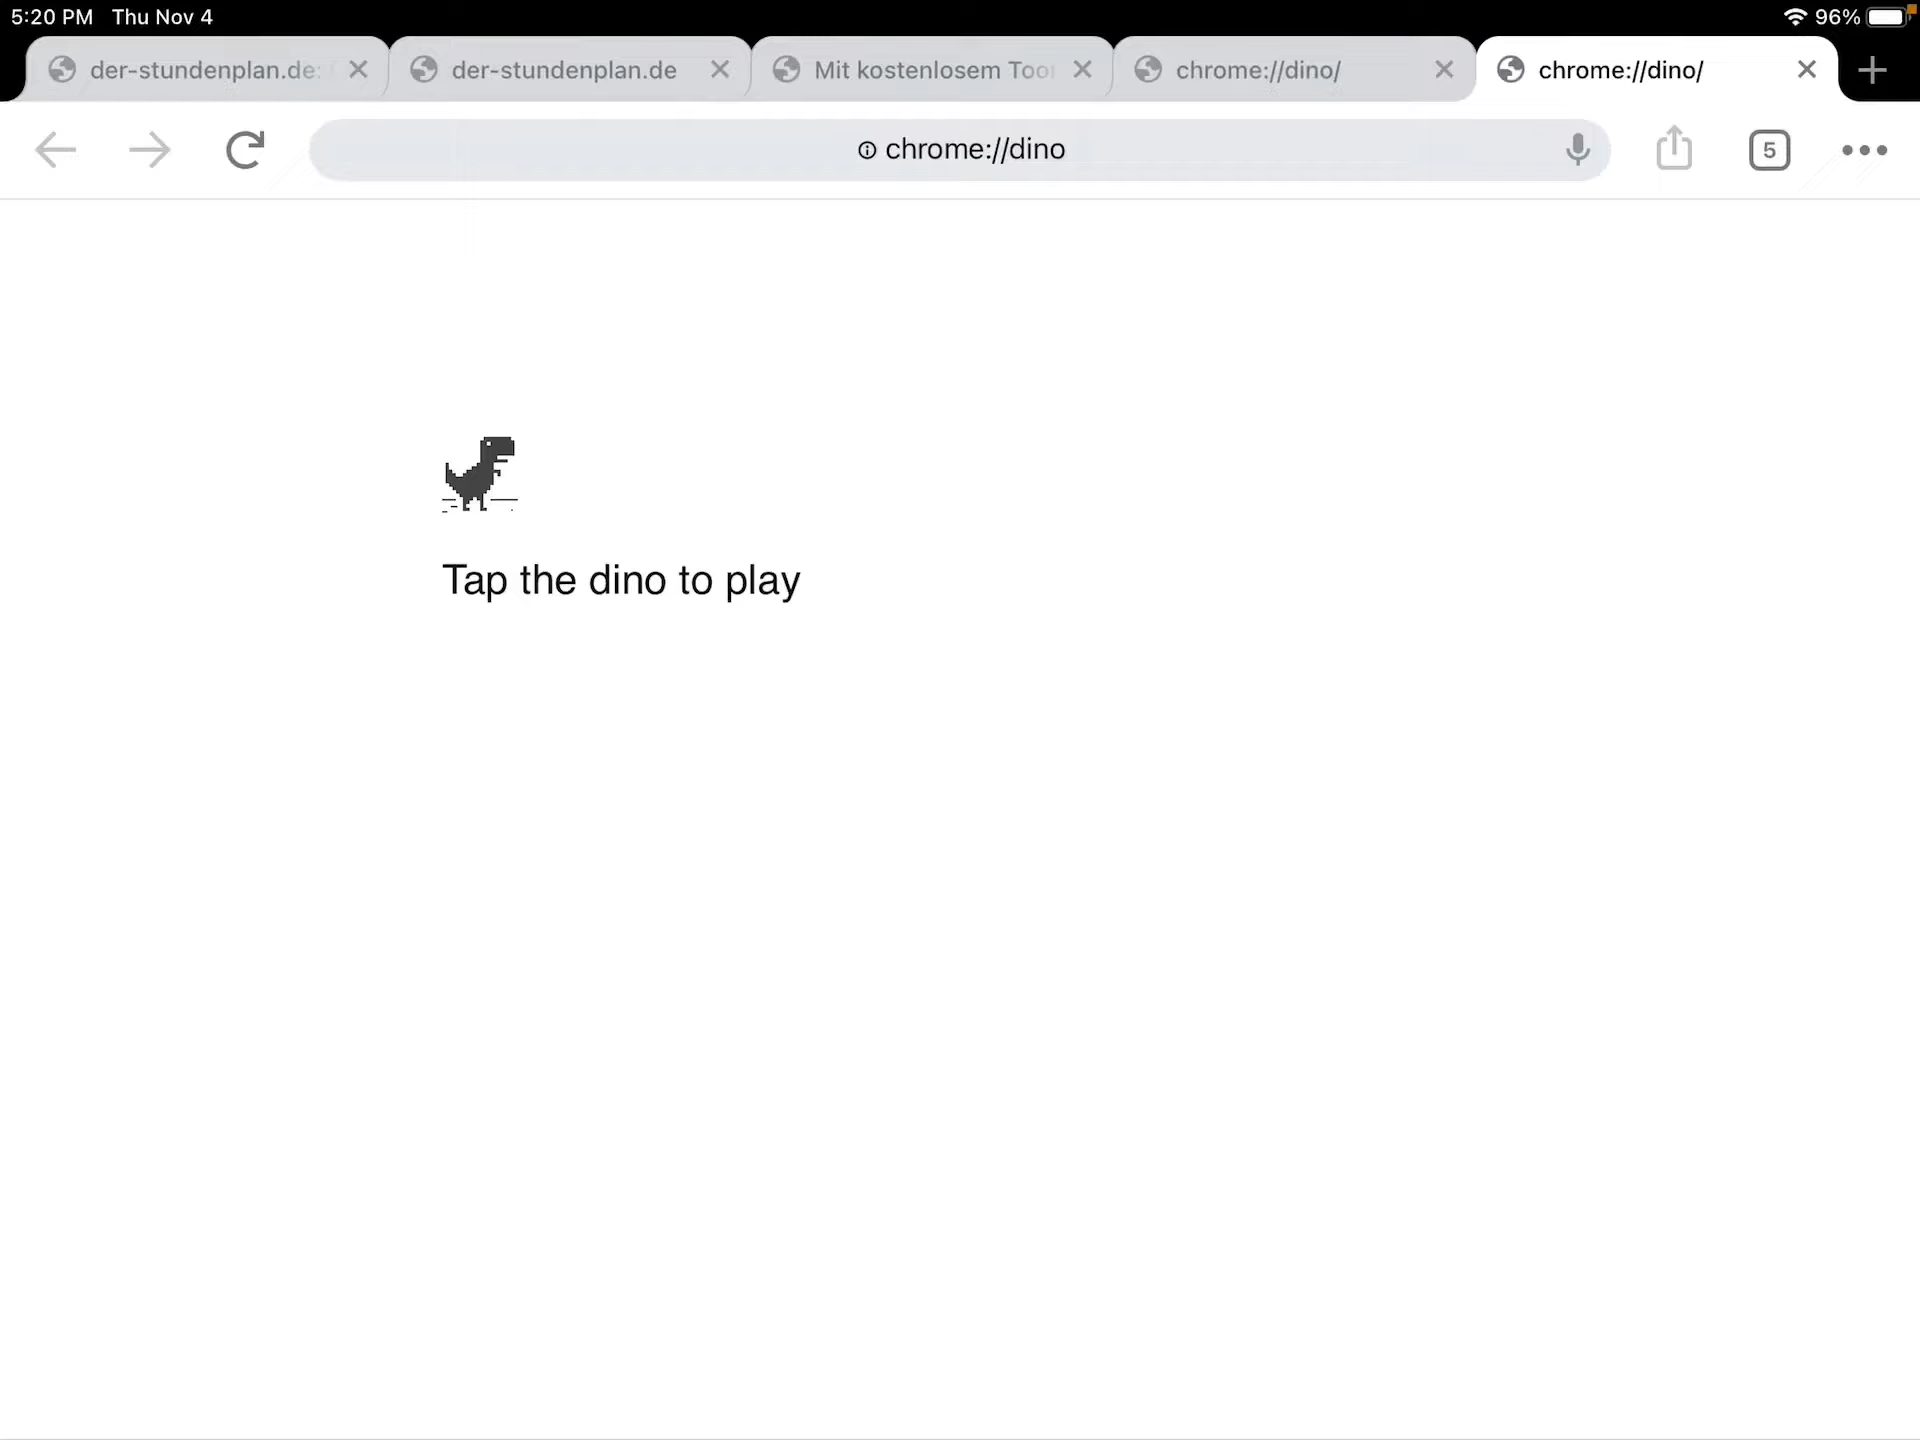 5:20 PM Thu Nov 4 96%
der-stundenplan.de: der-stundenplan.de Mit kostenlosem Tool chrome://dino/ chrome://dino/
chrome://dino 5
Tap the dino to play